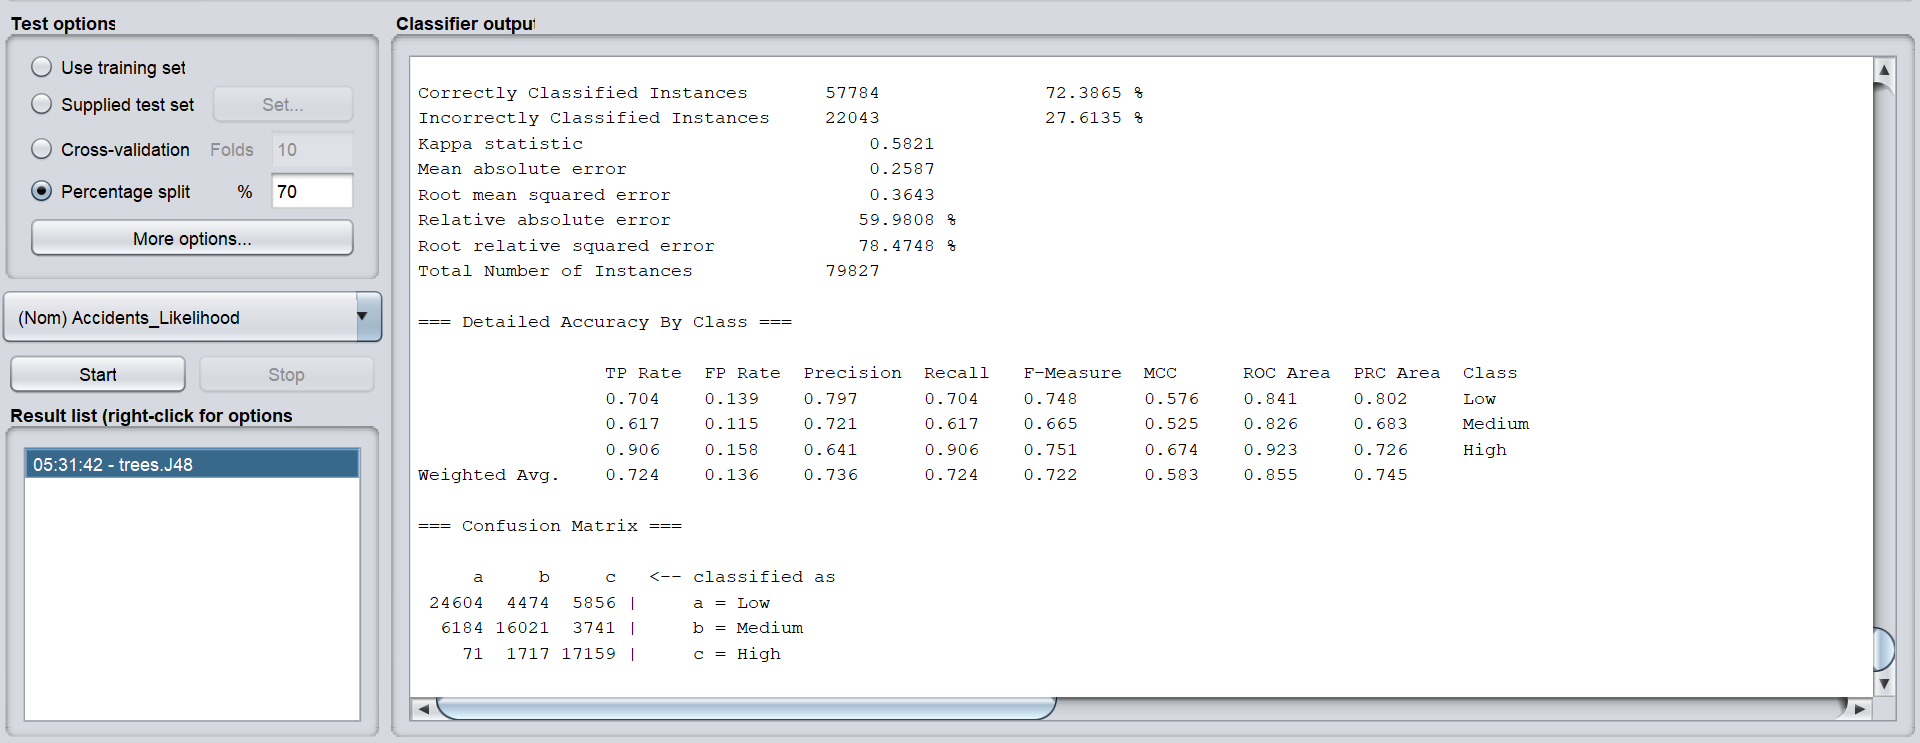 Test options
Use training set
Supplied test set Set...
Cross-validation Folds 10
Percentage split % 70
More options...
(Nom) Accidents_Likelihood
Start Stop
Result list (right-click for options
05:31:42 - trees.J48
Classifier output
Correctly Classified Instances 57784 72.3865 %
Incorrectly Classified Instances 22043 27.6135 %
Kappa statistic 0.5821
Mean absolute error 0.2587
Root mean squared error 0.3643
Relative absolute error 59.9808 %
Root relative squared error 78.4748 %
Total Number of Instances 79827
=== Detailed Accuracy By Class ===
TP Rate FP Rate Precision Recall F-Measure MCC ROC Area PRC Area Class
0.704 0.139 0.797 0.704 0.748 0.576 0.841 0.802 Low
0.617 0.115 0.721 0.617 0.665 0.525 0.826 0.683 Medium
0.906 0.158 0.641 0.906 0.751 0.674 0.923 0.726 High
Weighted Avg. 0.724 0.136 0.736 0.724 0.722 0.583 0.855 0.745
=== Confusion Matrix ===
a b c <-- classified as
24604 4474 5856 | a = Low
6184 16021 3741 | b = Medium
71 1717 17159 | c = High